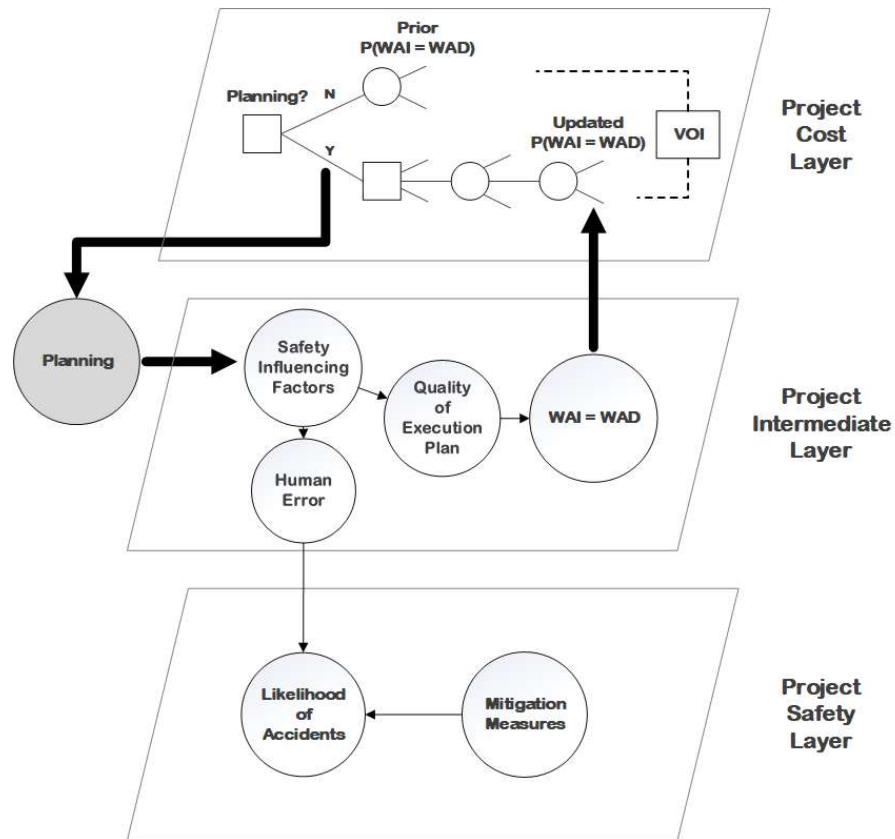 Prior
P(WAI = WAD)
Planning?
N
Y
Updated
P(WAI = WAD)
VOI
Project
Cost
Layer
Planning
Safety
Influencing
Factors
Quality
of
Execution
Plan
WAI = WAD
Human
Error
Project
Intermediate
Layer
Likelihood
of
Accidents
Mitigation
Measures
Project
Safety
Layer